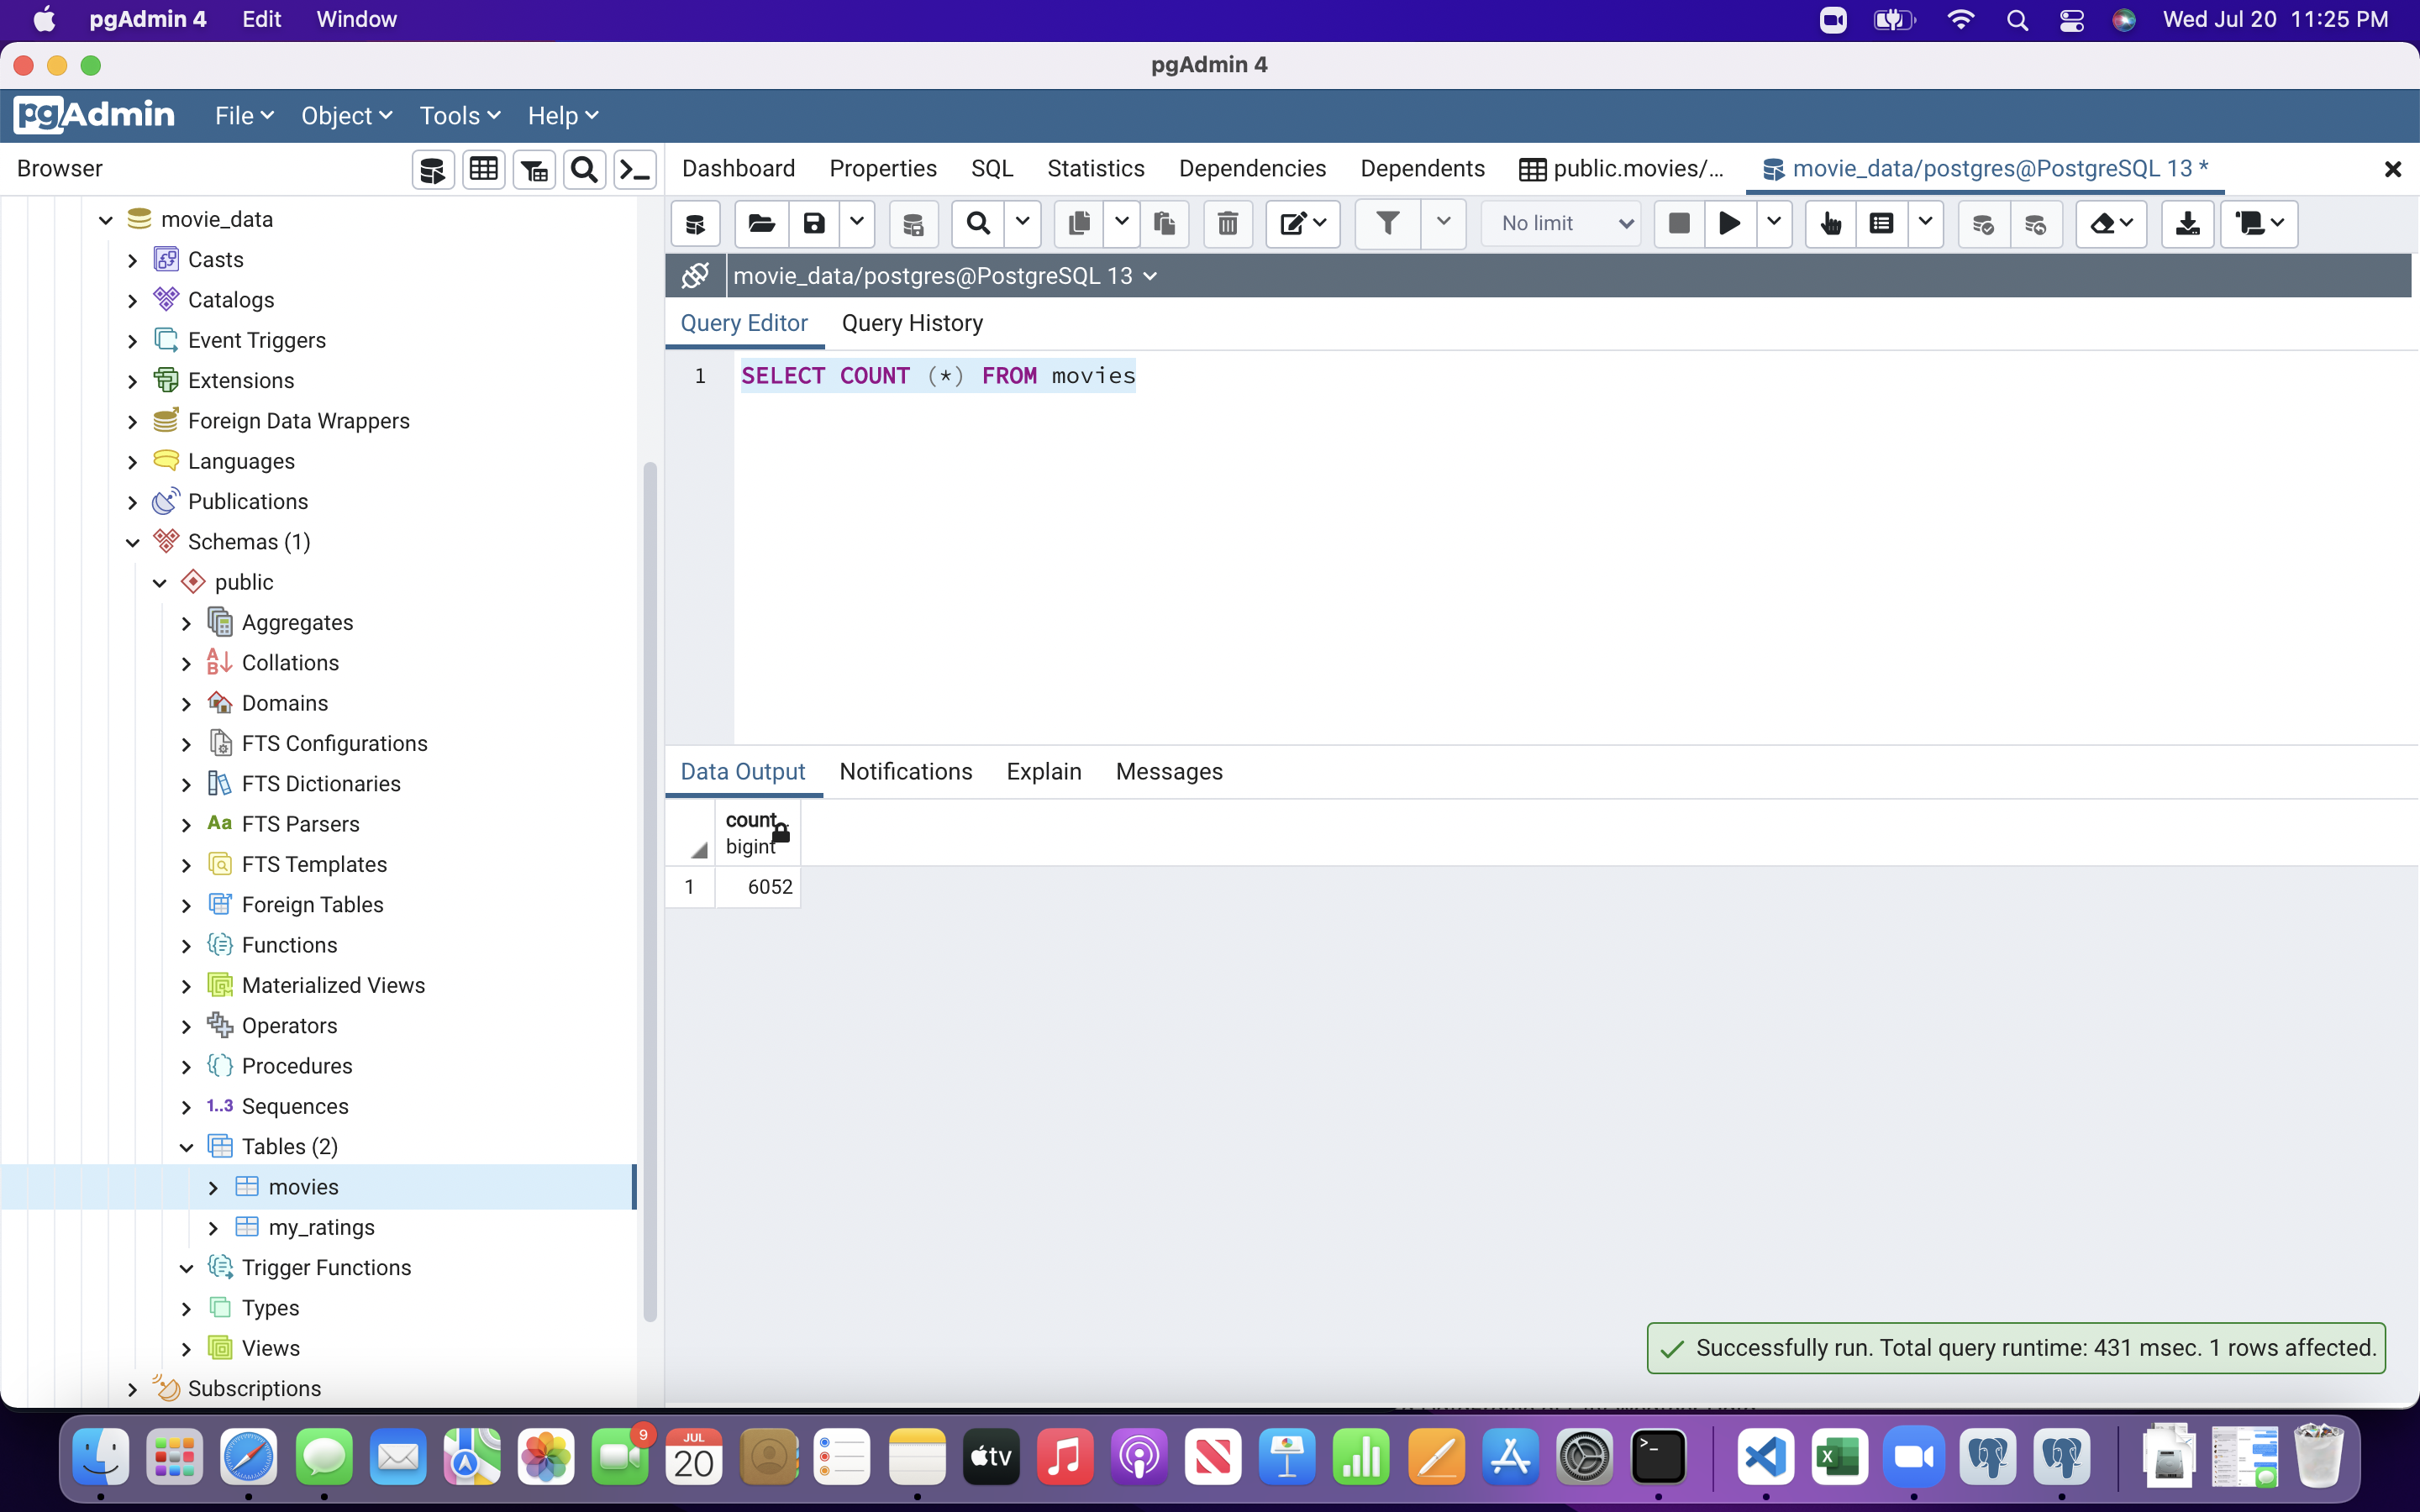 pgAdmin 4 Edit Window Wed Jul 20 11:25 PM
pgAdmin 4
pgAdmin File Object Tools Help
Browser
Dashboard Properties SQL Statistics Dependencies Dependents public.movies/... movie_data/postgres@PostgreSQL 13 *
No limit
movie_data/postgres@PostgreSQL 13
Query Editor Query History
1 SELECT COUNT (*) FROM movies
movie_data
Casts
Catalogs
Event Triggers
Extensions
Foreign Data Wrappers
Languages
Publications
Schemas (1)
public
Aggregates
Collations
Domains
FTS Configurations
FTS Dictionaries
Aa FTS Parsers
FTS Templates
Foreign Tables
Functions
Materialized Views
Operators
Procedures
1..3 Sequences
Tables (2)
movies
my_ratings
Trigger Functions
Types
Views
Subscriptions
Data Output Notifications Explain Messages
count
bigint
1 6052
Successfully run. Total query runtime: 431 msec. 1 rows affected.
9
JUL
20
tv